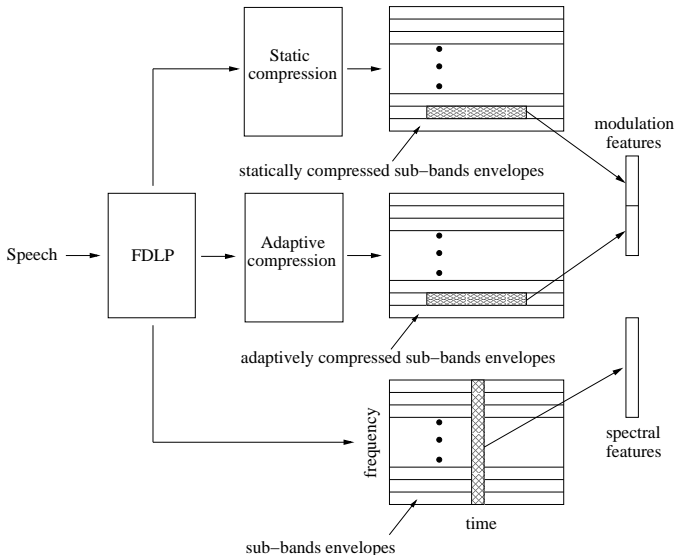 Static
compression
statically compressed sub−bands envelopes
modulation
features
Speech
FDLP
Adaptive
compression
adaptively compressed sub−bands envelopes
frequency
spectral
features
time
sub−bands envelopes